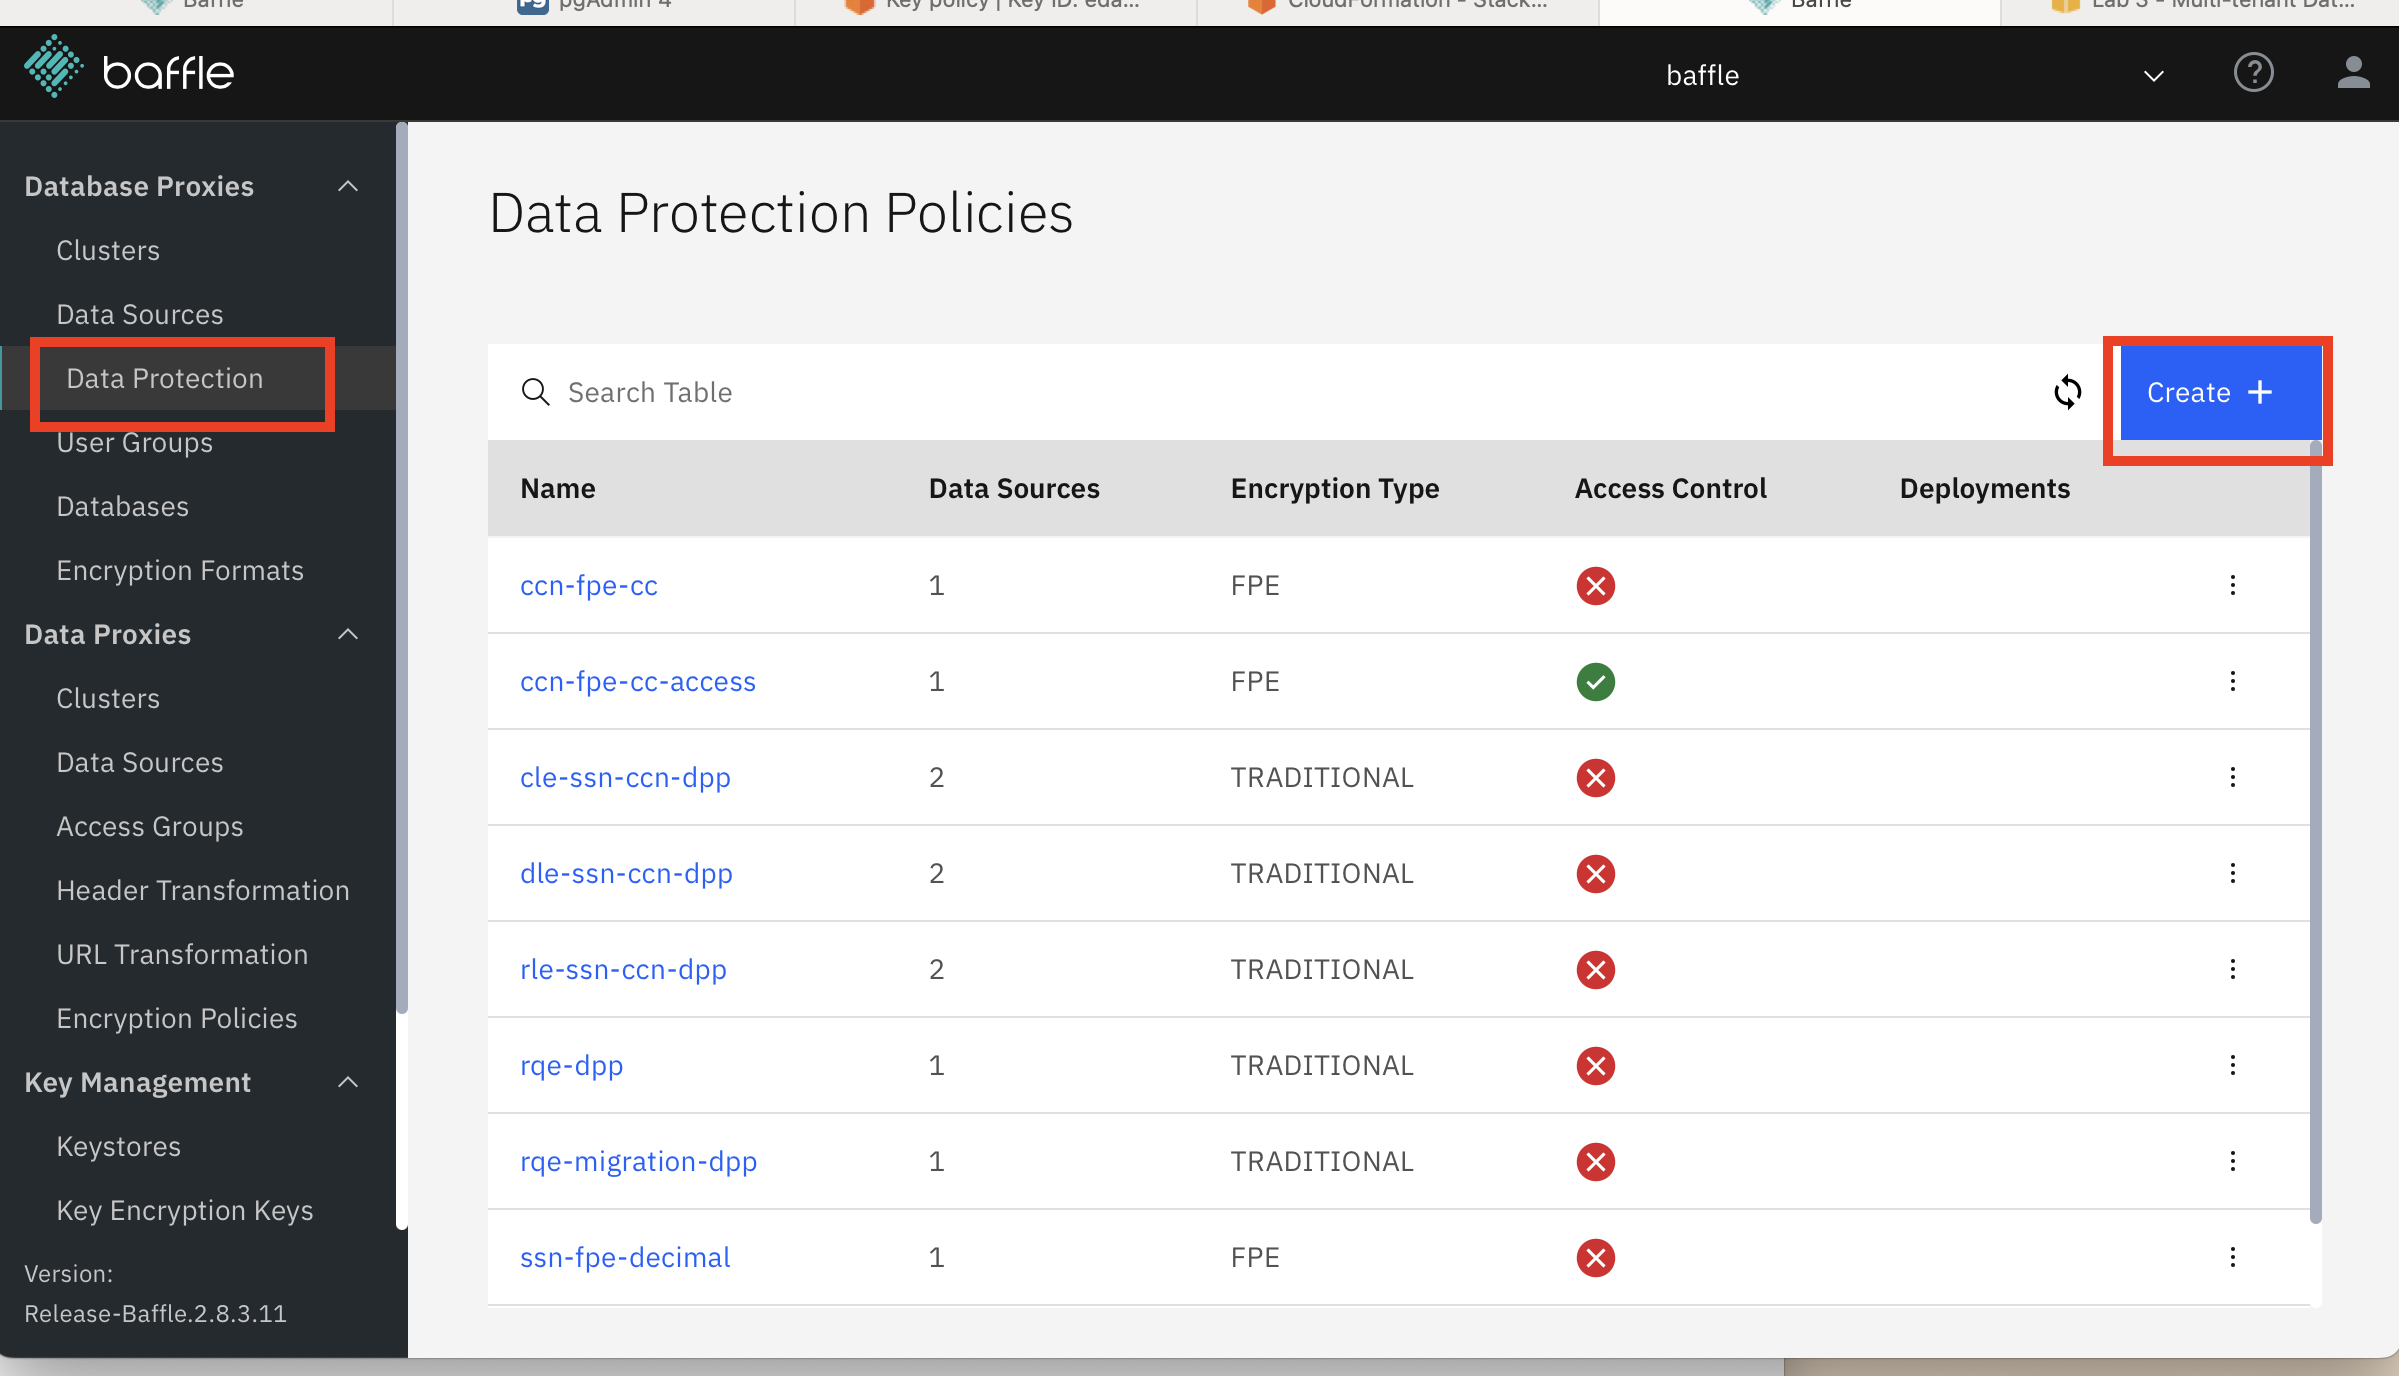 Baffle
pgAdmin 4
Key policy | Key ID: eda...
CloudFormation - Stack...
Baffle
Lab 3 - Multi-tenant Dat...
baffle
baffle
Database Proxies
Clusters
Data Sources
Data Protection
User Groups
Databases
Encryption Formats
Data Proxies
Clusters
Data Sources
Access Groups
Header Transformation
URL Transformation
Encryption Policies
Key Management
Keystores
Key Encryption Keys
Version:
Release-Baffle.2.8.3.11
Data Protection Policies
Search Table
Create +
Name Data Sources Encryption Type Access Control Deployments
ccn-fpe-cc 1 FPE
ccn-fpe-cc-access 1 FPE
cle-ssn-ccn-dpp 2 TRADITIONAL
dle-ssn-ccn-dpp 2 TRADITIONAL
rle-ssn-ccn-dpp 2 TRADITIONAL
rqe-dpp 1 TRADITIONAL
rqe-migration-dpp 1 TRADITIONAL
ssn-fpe-decimal 1 FPE